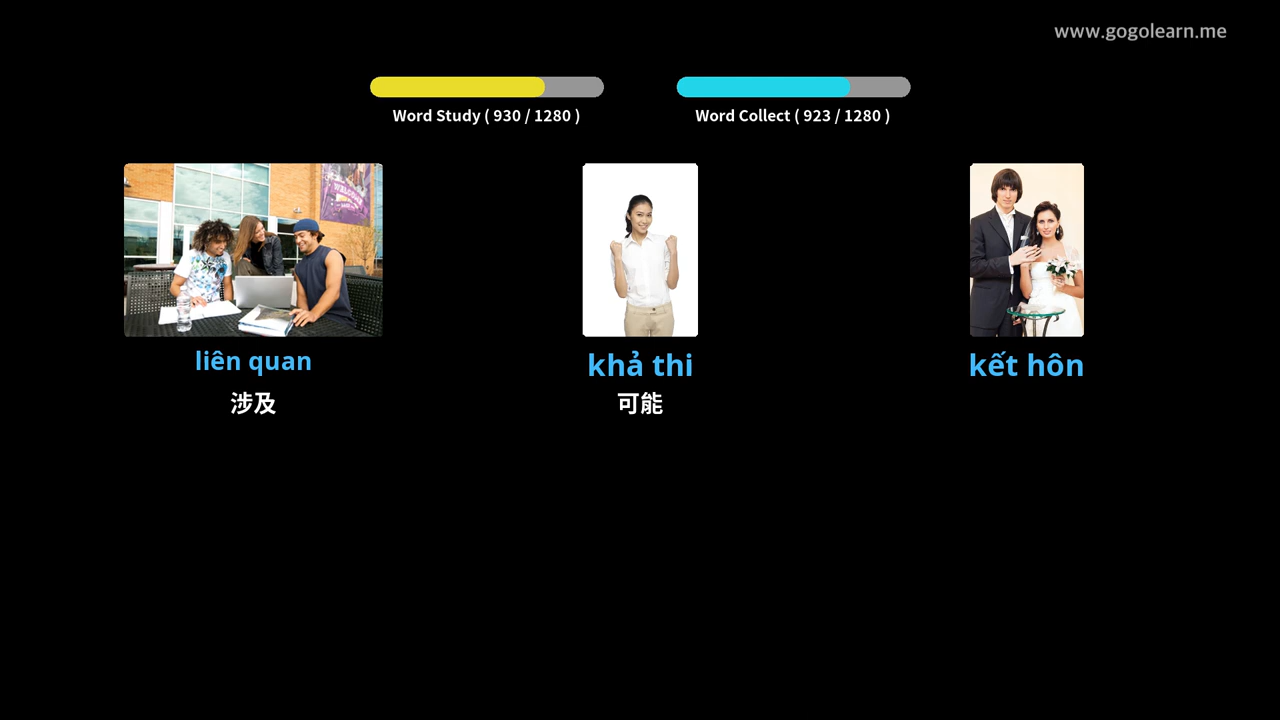 www.gogolearn.me
Word Study ( 930 / 1280 )
Word Collect ( 923 / 1280 )
WELCOME
liên quan
khả thi
kết hôn
涉及
可能